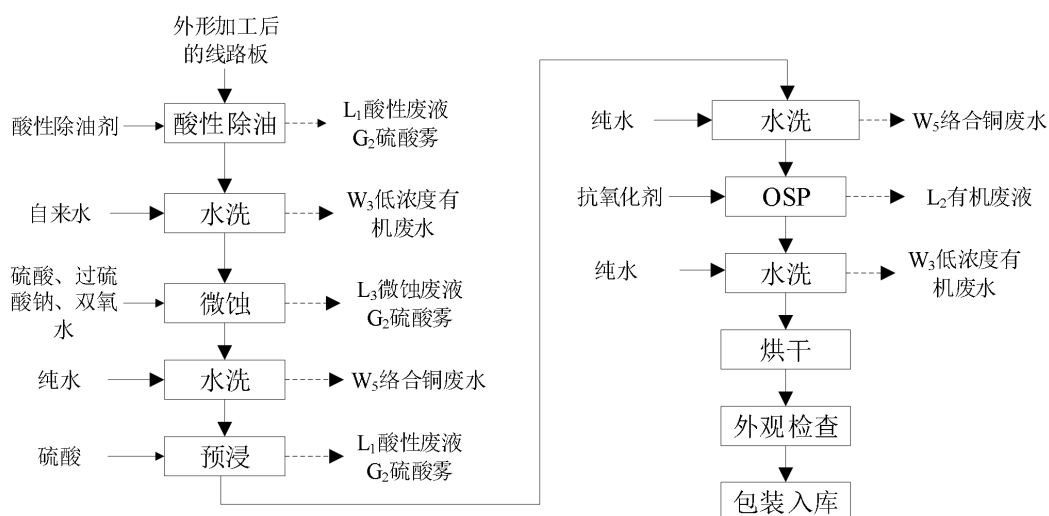 外形加工后
的线路板
酸性除油剂
酸性除油
L₁酸性废液
G₂硫酸雾
自来水
水洗
W₃低浓度有
机废水
硫酸、过硫
酸钠、双氧
水
微蚀
L₃微蚀废液
G₂硫酸雾
纯水
水洗
W₅络合铜废水
硫酸
预浸
L₁酸性废液
G₂硫酸雾
纯水
水洗
W₅络合铜废水
抗氧化剂
OSP
L₂有机废液
纯水
水洗
W₃低浓度有
机废水
烘干
外观检查
包装入库